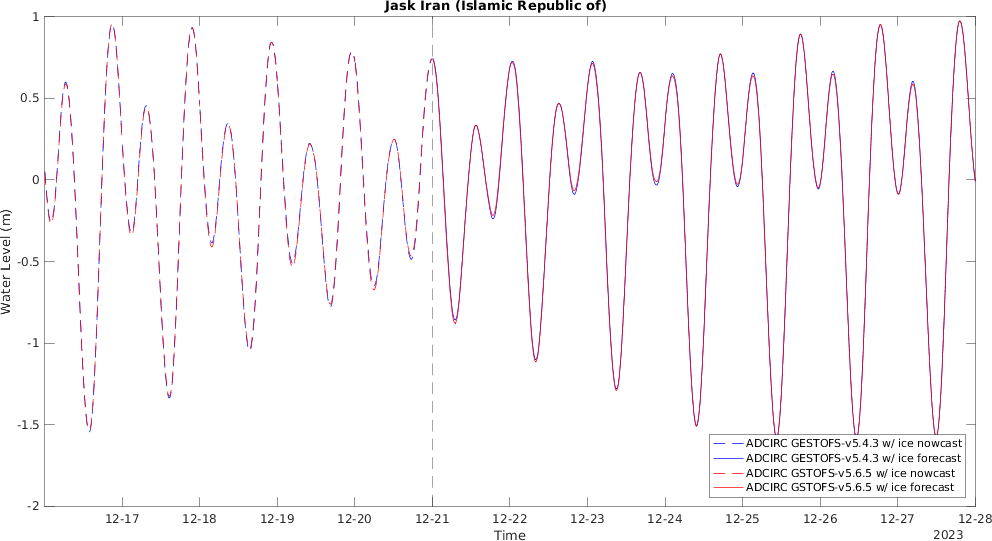 Jask Iran (Islamic Republic of)
1
0.5
0
-0.5
-1
-1.5
-2
Water Level (m)
ADCIRC GESTOFS-v5.4.3 w/ ice nowcast
ADCIRC GESTOFS-v5.4.3 w/ ice forecast
ADCIRC GSTOFS-v5.6.5 w/ ice nowcast
ADCIRC GSTOFS-v5.6.5 w/ ice forecast
12-17 12-18 12-19 12-20 12-21 12-22 12-23 12-24 12-25 12-26 12-27 12-28
Time
2023